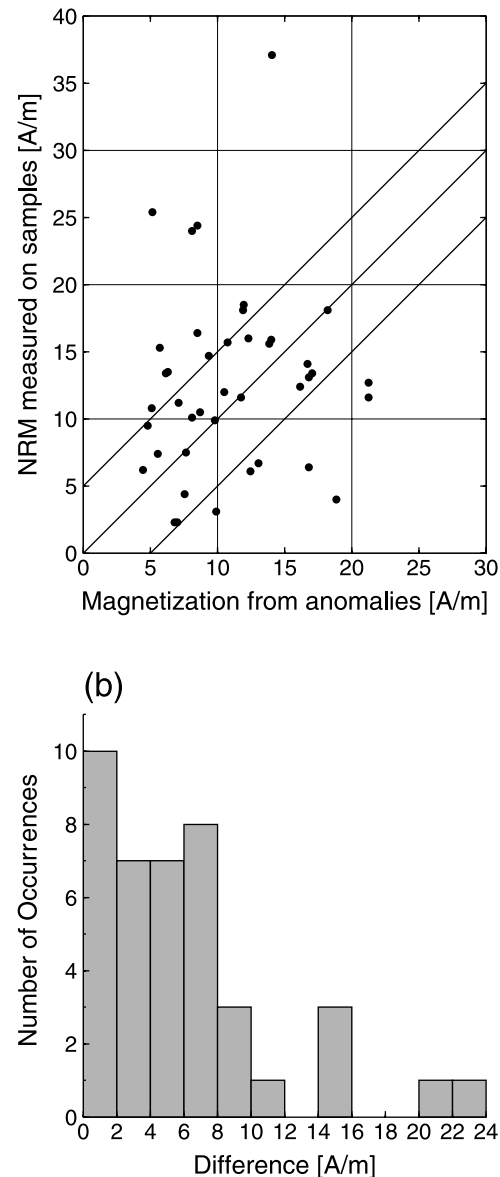 NRM measured on samples [A/m]
40
35
30
25
20
15
10
5
0
0 5 10 15 20 25 30
Magnetization from anomalies [A/m]
(b)
Number of Occurrences
10
8
6
4
2
0
0 2 4 6 8 10 12 14 16 18 20 22 24
Difference [A/m]